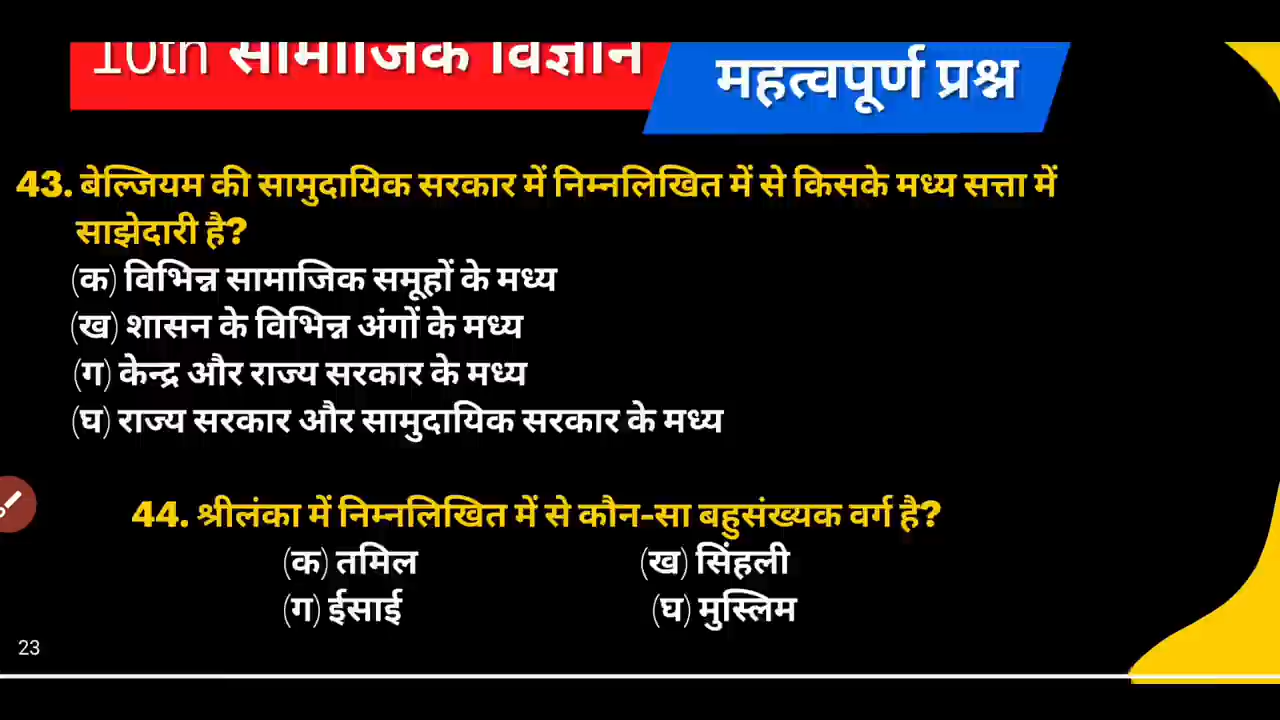 10th सामाजिक विज्ञान
महत्वपूर्ण प्रश्न
43. बेल्जियम की सामुदायिक सरकार में निम्नलिखित में से किसके मध्य सत्ता में
साझेदारी है?
(क) विभिन्न सामाजिक समूहों के मध्य
(ख) शासन के विभिन्न अंगों के मध्य
(ग) केन्द्र और राज्य सरकार के मध्य
(घ) राज्य सरकार और सामुदायिक सरकार के मध्य
44. श्रीलंका में निम्नलिखित में से कौन-सा बहुसंख्यक वर्ग है?
(क) तमिल (ख) सिंहली
(ग) ईसाई (घ) मुस्लिम
23